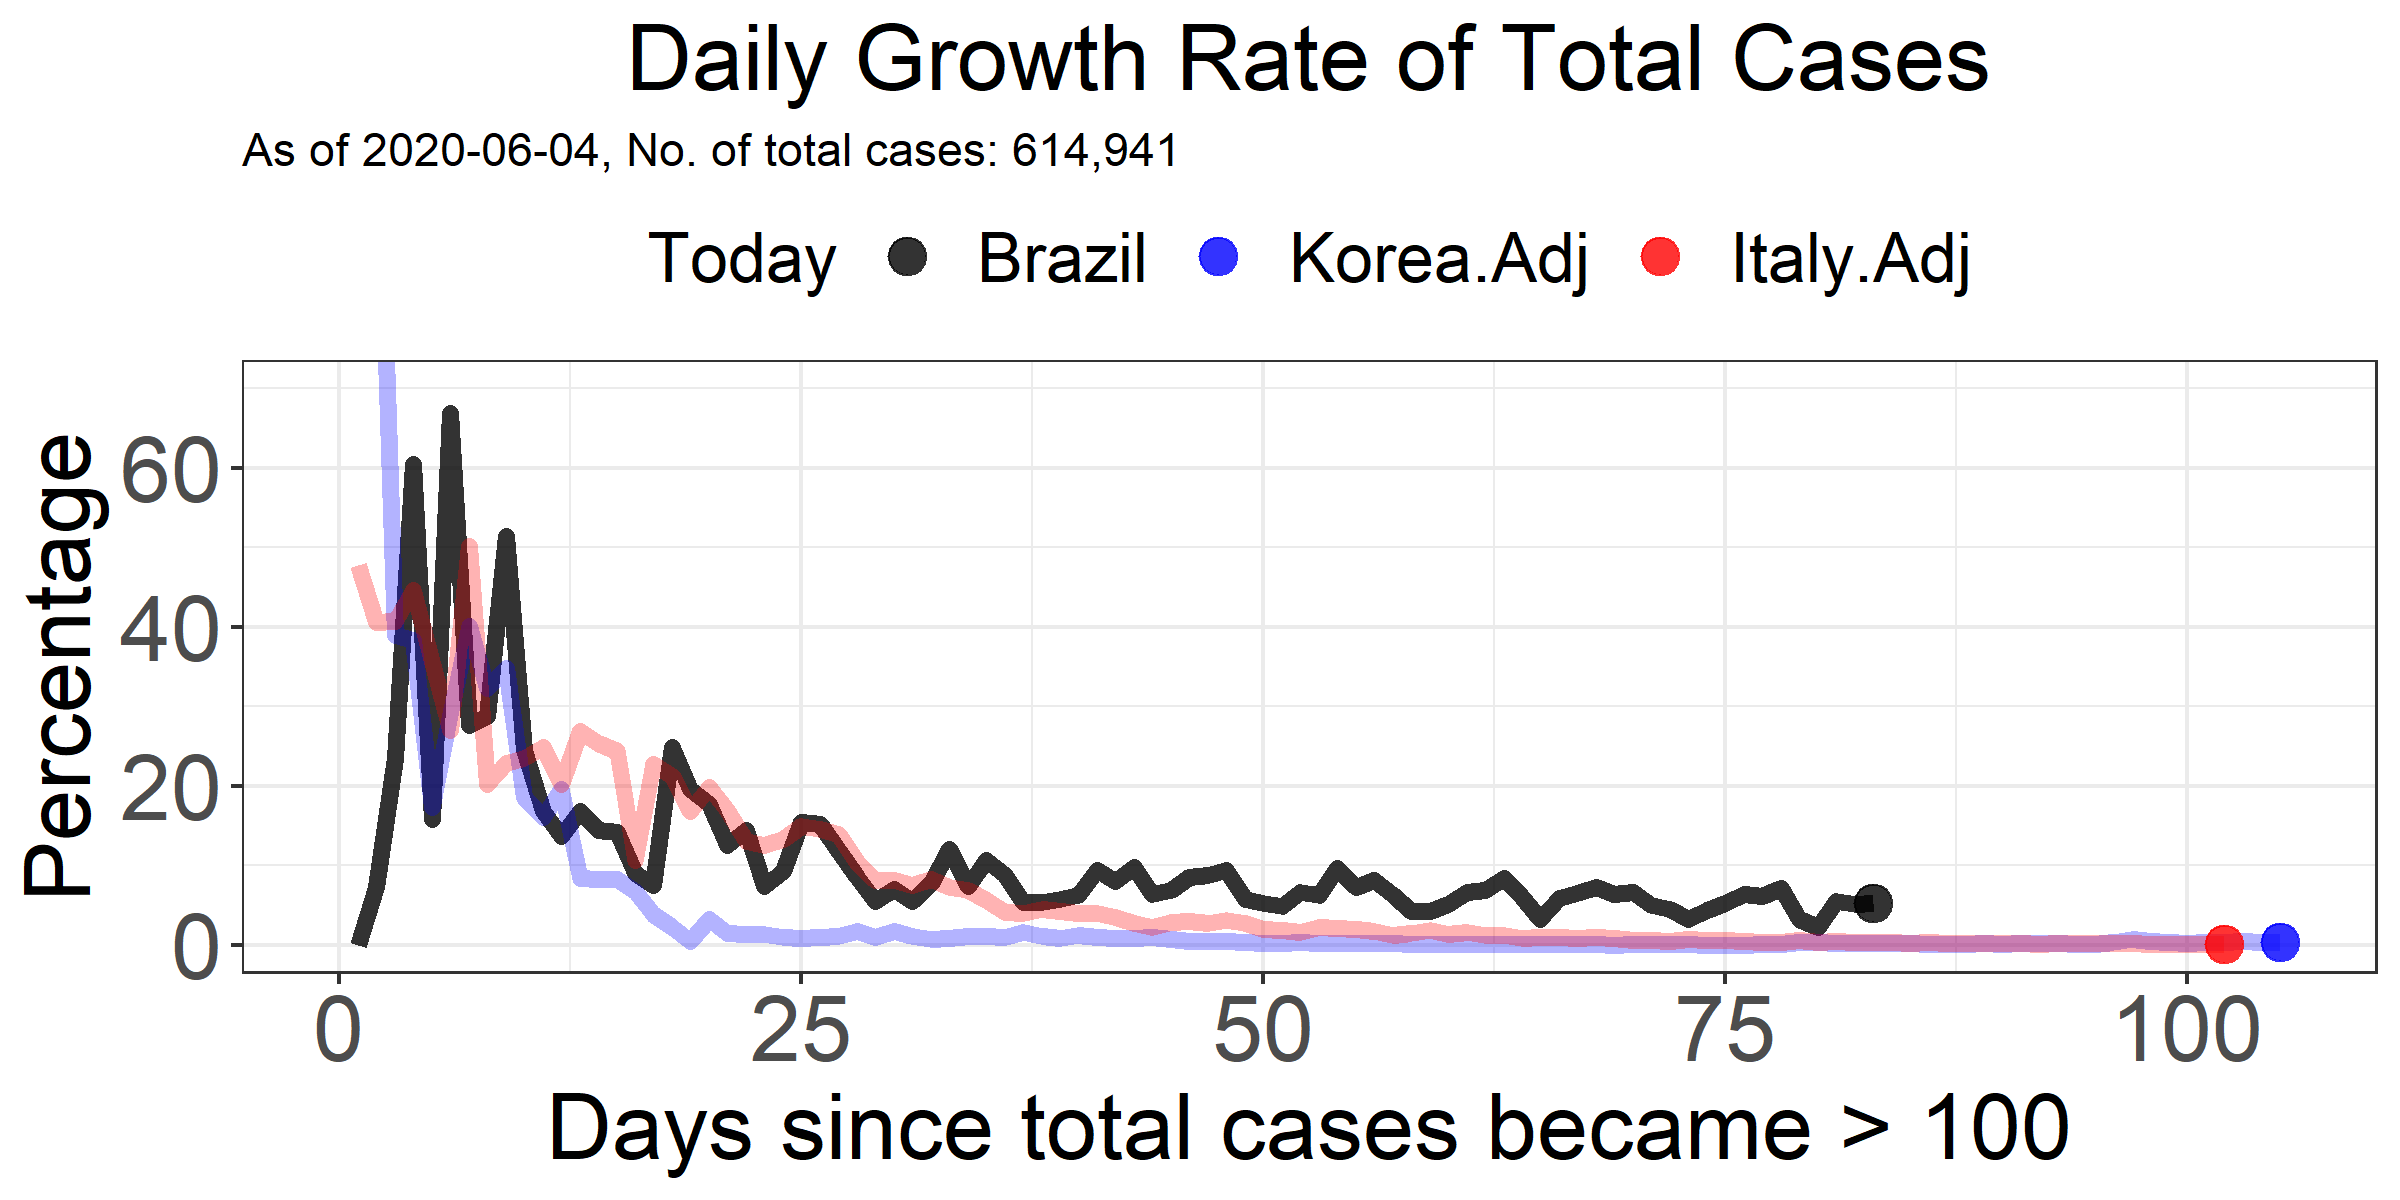 Daily Growth Rate of Total Cases
As of 2020-06-04, No. of total cases: 614,941
Today Brazil Korea.Adj Italy.Adj
Percentage
60
40
20
0
0 25 50 75 100
Days since total cases became > 100